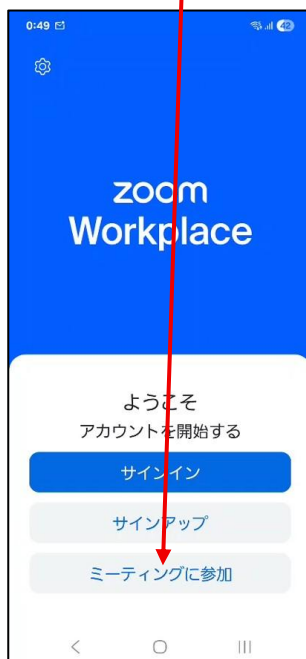 0:49
42
zoom
Workplace
ようこそ
アカウントを開始する
サインイン
サインアップ
ミーティングに参加